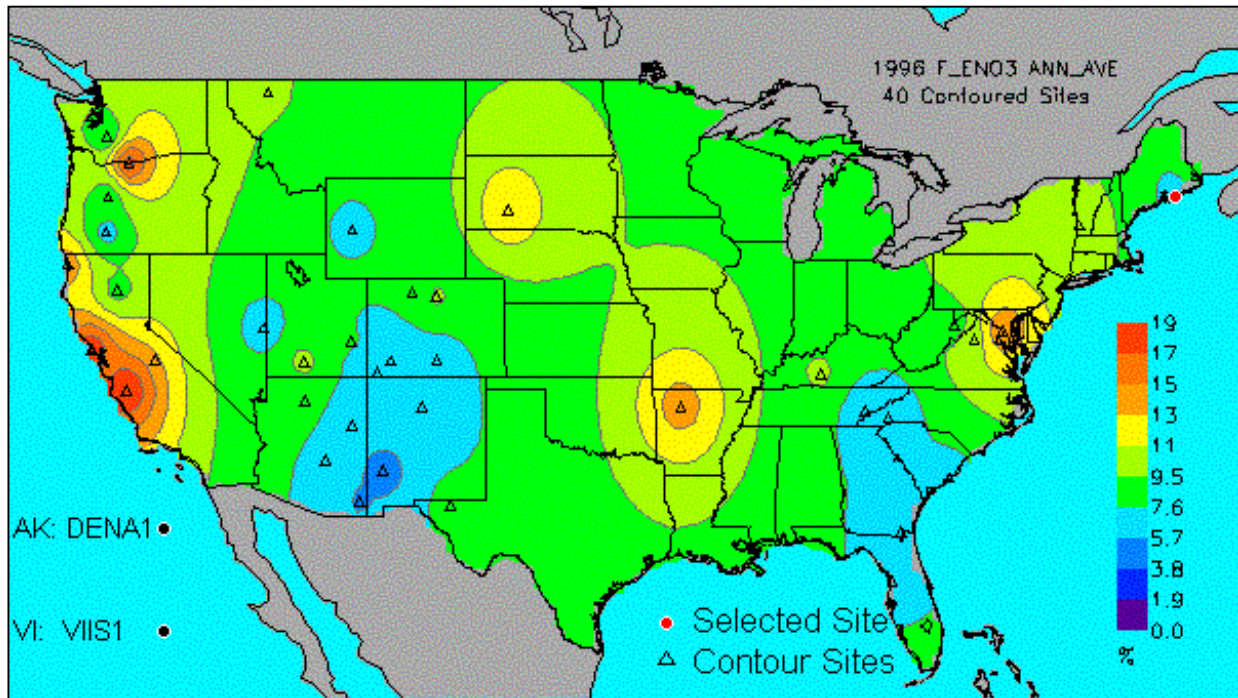 1996 F_ENO3 ANN_AVE
40 Contoured Sites
19
17
15
13
11
9.5
7.6
5.7
3.8
1.9
0.0
%
AK: DENA1
VI: VIIS1
Selected Site
Contour Sites